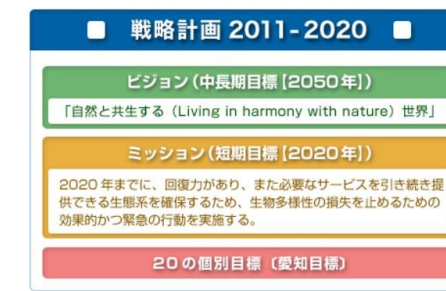 ■ 戦略計画 2011-2020 ■
ビジョン（中長期目標【2050年】）
「自然と共生する（Living in harmony with nature）世界」
ミッション（短期目標【2020年】）
2020 年までに、回復力があり、また必要なサービスを引き続き提
供できる生態系を確保するため、生物多様性の損失を止めるための
効果的かつ緊急の行動を実施する。
20の個別目標〔愛知目標〕